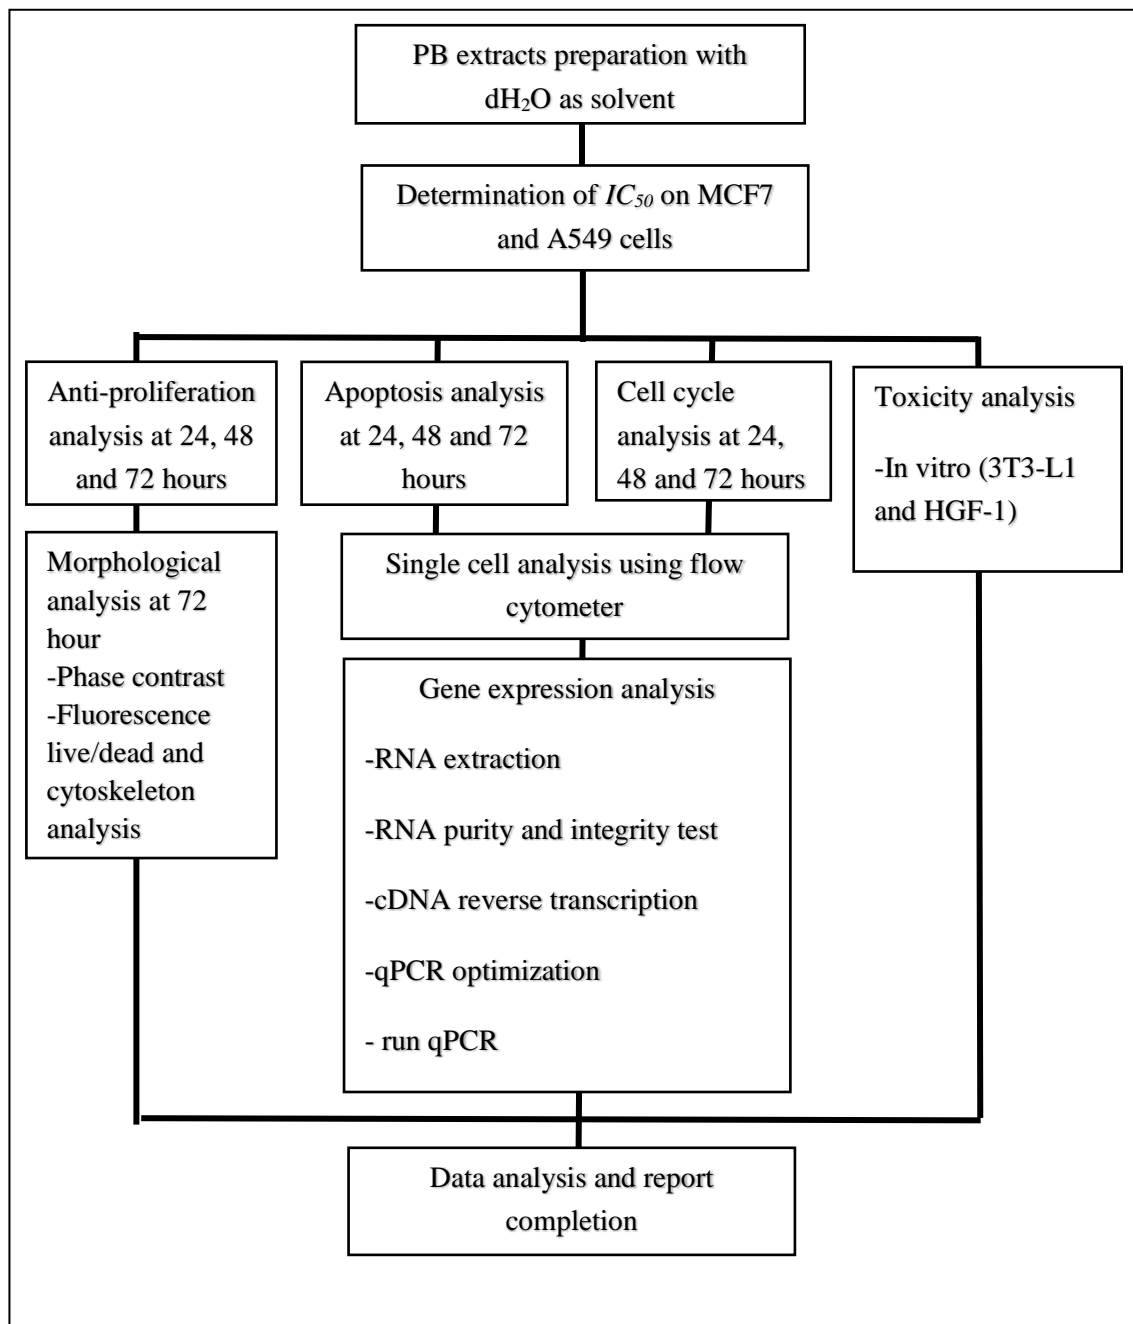 PB extracts preparation with
dH₂O as solvent
Determination of IC₅₀ on MCF7
and A549 cells
Anti-proliferation
analysis at 24, 48
and 72 hours
Apoptosis analysis
at 24, 48 and 72
hours
Cell cycle
analysis at 24,
48 and 72 hours
Toxicity analysis
-In vitro (3T3-L1
and HGF-1)
Morphological
analysis at 72
hour
-Phase contrast
-Fluorescence
live/dead and
cytoskeleton
analysis
Single cell analysis using flow
cytometer
Gene expression analysis
-RNA extraction
-RNA purity and integrity test
-cDNA reverse transcription
-qPCR optimization
- run qPCR
Data analysis and report
completion